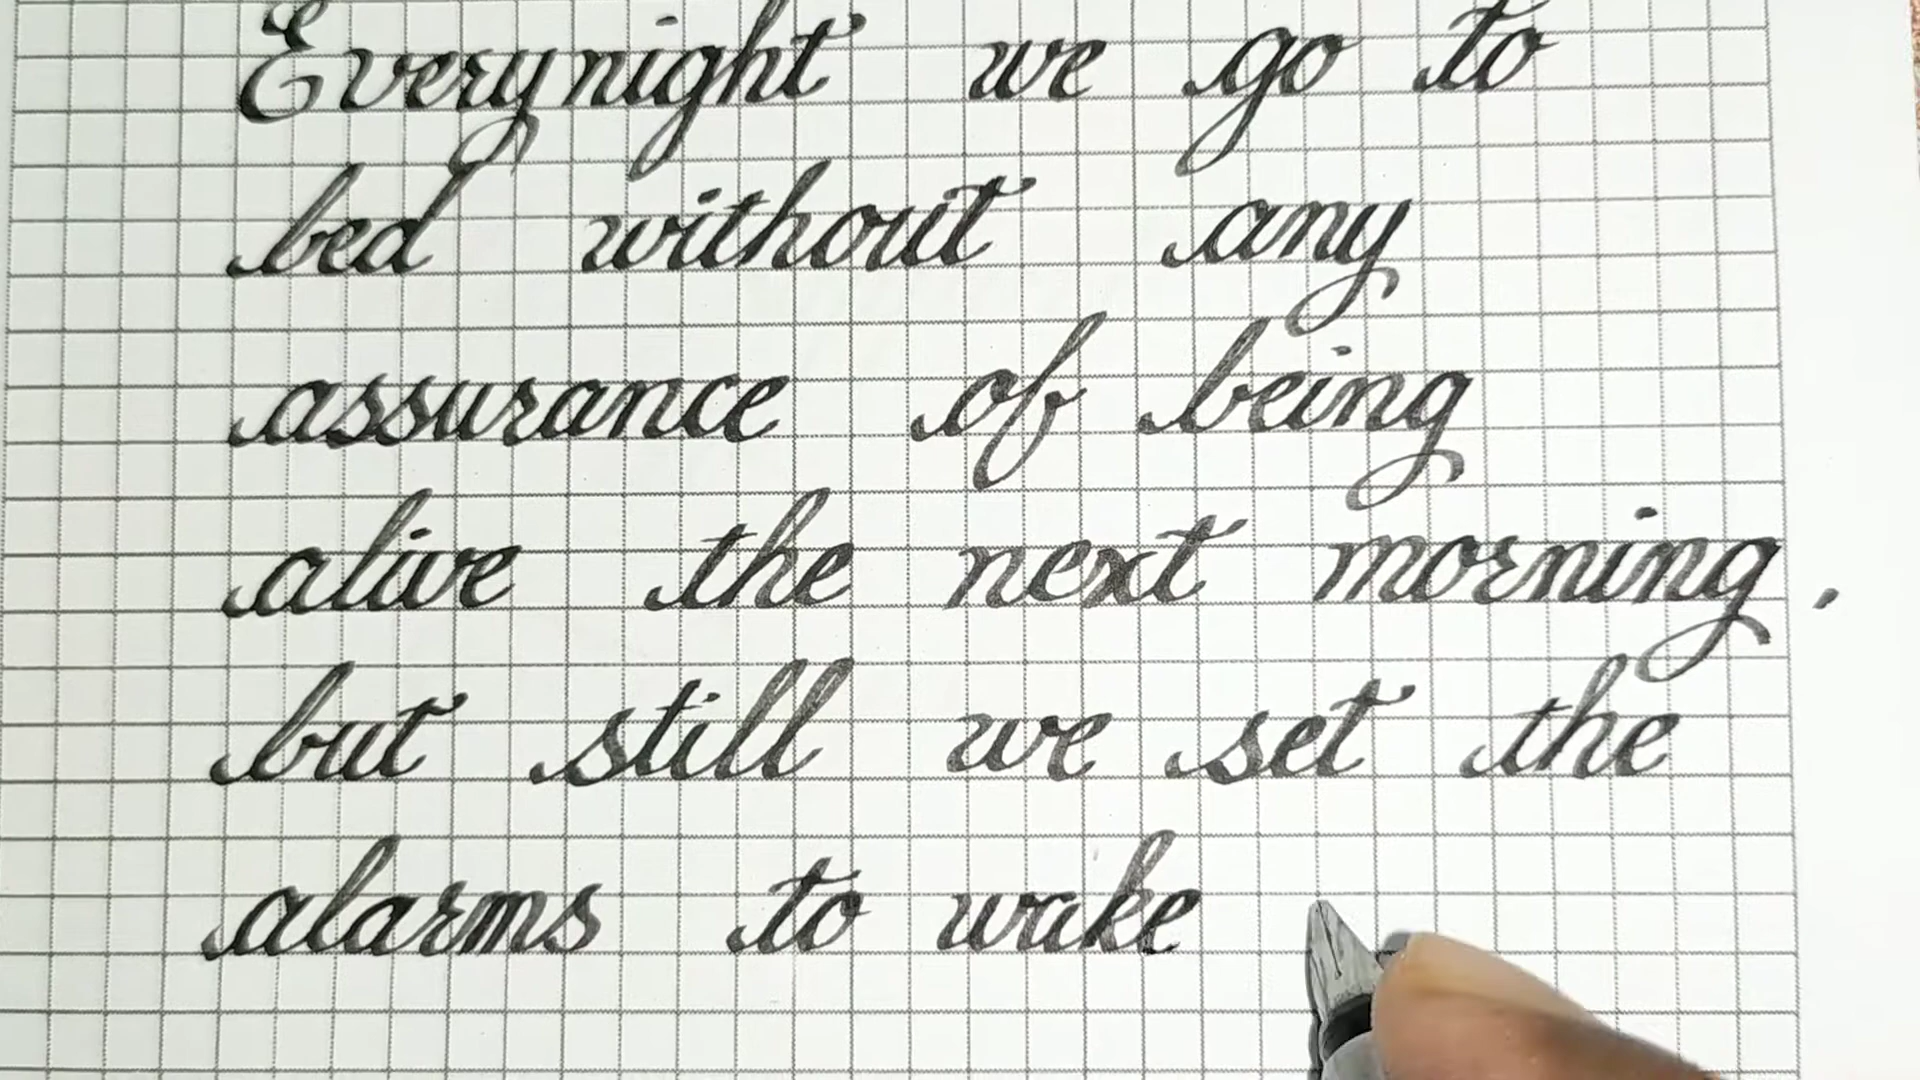 Everynight we go to
bed without any
assurance of being
alive the next morning.
but still we set the
alarms to wake